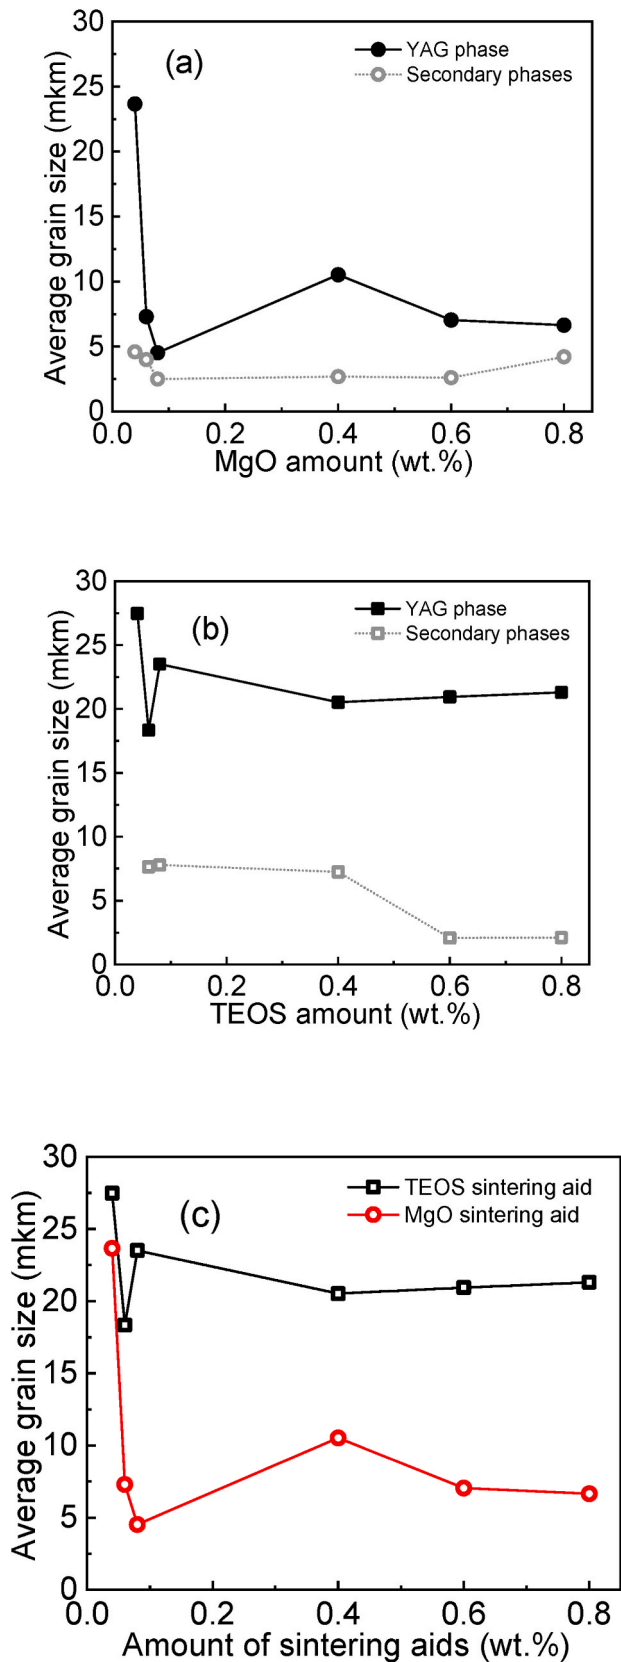 (a)
YAG phase
Secondary phases
Average grain size (mkm)
30
25
20
15
10
5
0
0.0 0.2 0.4 0.6 0.8
MgO amount (wt.%)
(b)
YAG phase
Secondary phases
Average grain size (mkm)
30
25
20
15
10
5
0
0.0 0.2 0.4 0.6 0.8
TEOS amount (wt.%)
(c)
TEOS sintering aid
MgO sintering aid
Average grain size (mkm)
30
25
20
15
10
5
0
0.0 0.2 0.4 0.6 0.8
Amount of sintering aids (wt.%)